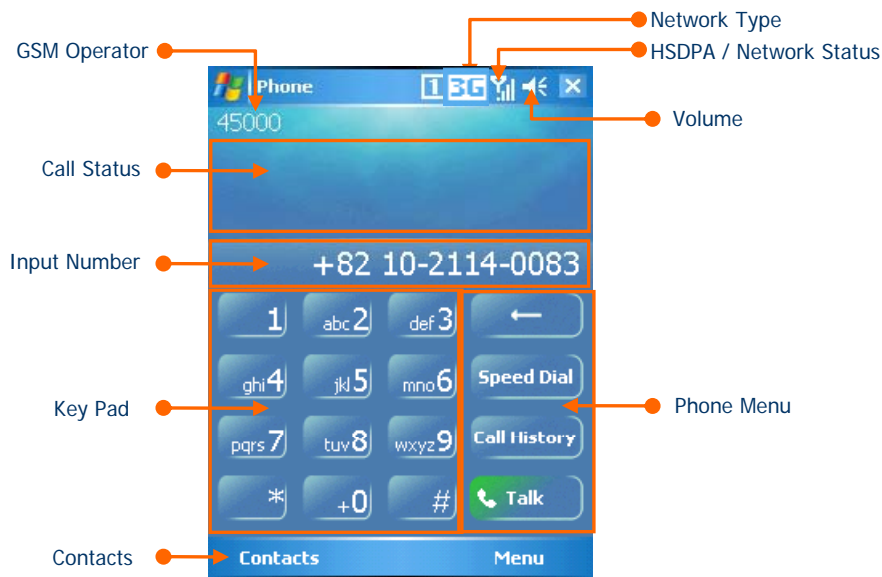 Network Type
GSM Operator
HSDPA / Network Status
Phone 1 3G
Volume
45000
Call Status
Input Number
+82 10-2114-0083
1 abc2 def3 ←
ghi4 jkl5 mno6 Speed Dial
Key Pad
Phone Menu
pqrs7 tuv8 wxyz9 Call History
* +0 # Talk
Contacts
Contacts Menu